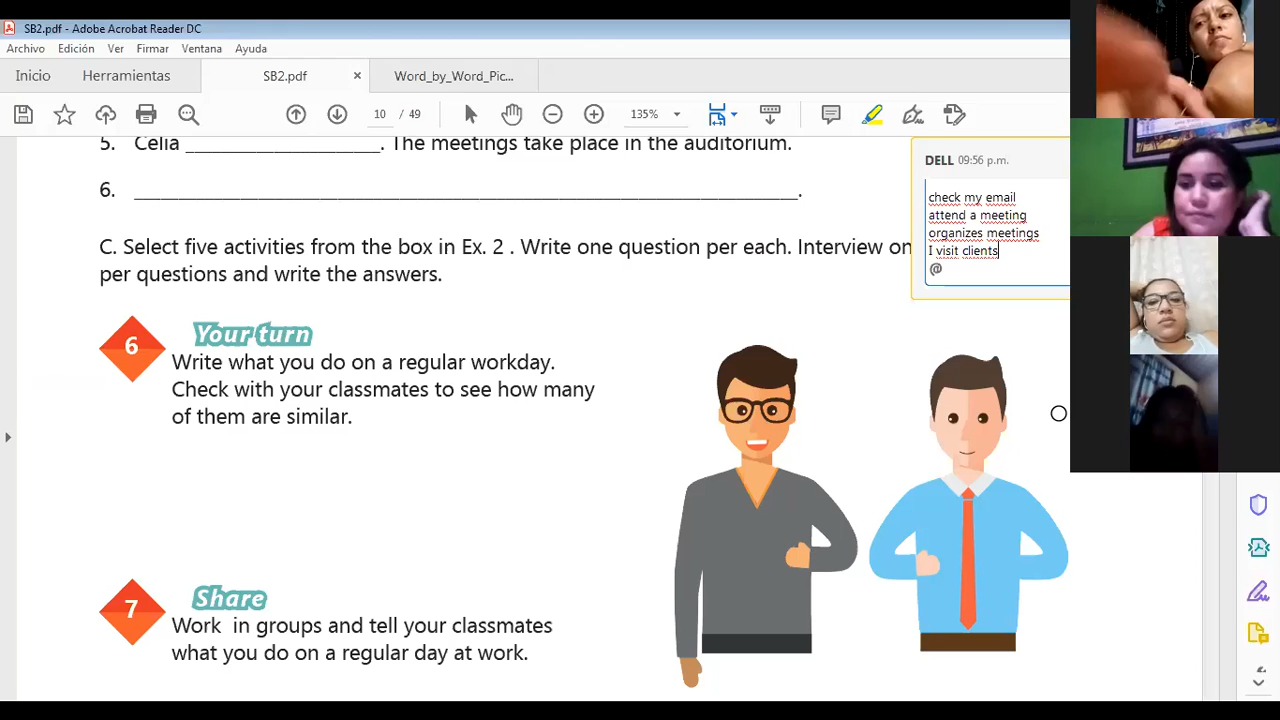 SB2.pdf - Adobe Acrobat Reader DC
Archivo Edición Ver Firmar Ventana Ayuda
Inicio Herramientas SB2.pdf × Word_by_Word_Pic...
10 / 49 135%
5. Celia ____________________. The meetings take place in the auditorium.
6. ______________________________________________________________________.
C. Select five activities from the box in Ex. 2 . Write one question per each. Interview on
per questions and write the answers.
DELL 09:56 p.m.
check my email
attend a meeting
organizes meetings
I visit clients
@
6 Your turn
Write what you do on a regular workday.
Check with your classmates to see how many
of them are similar.
7 Share
Work in groups and tell your classmates
what you do on a regular day at work.